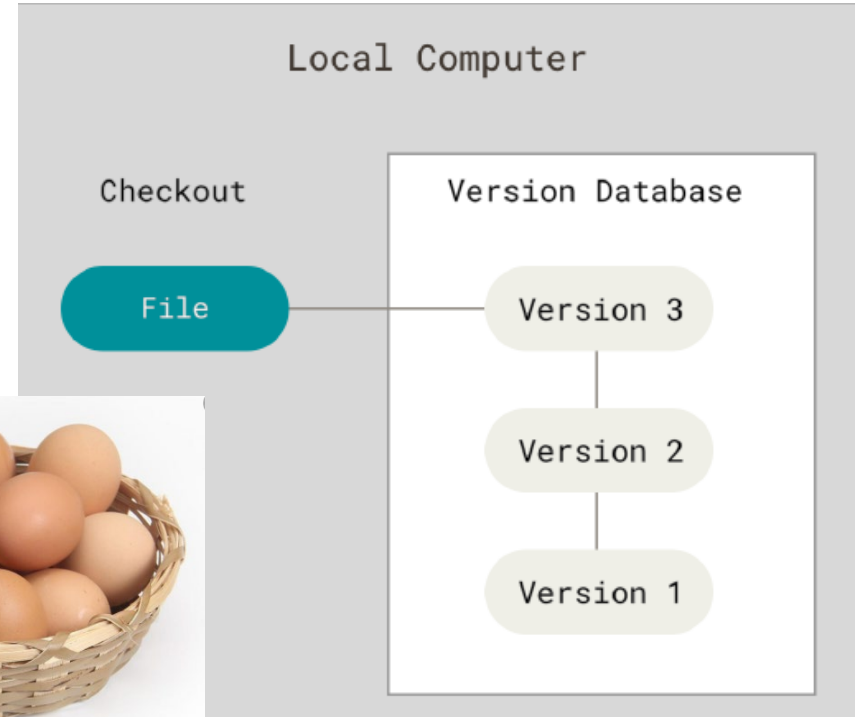 Local Computer
Checkout
Version Database
File
Version 3
Version 2
Version 1